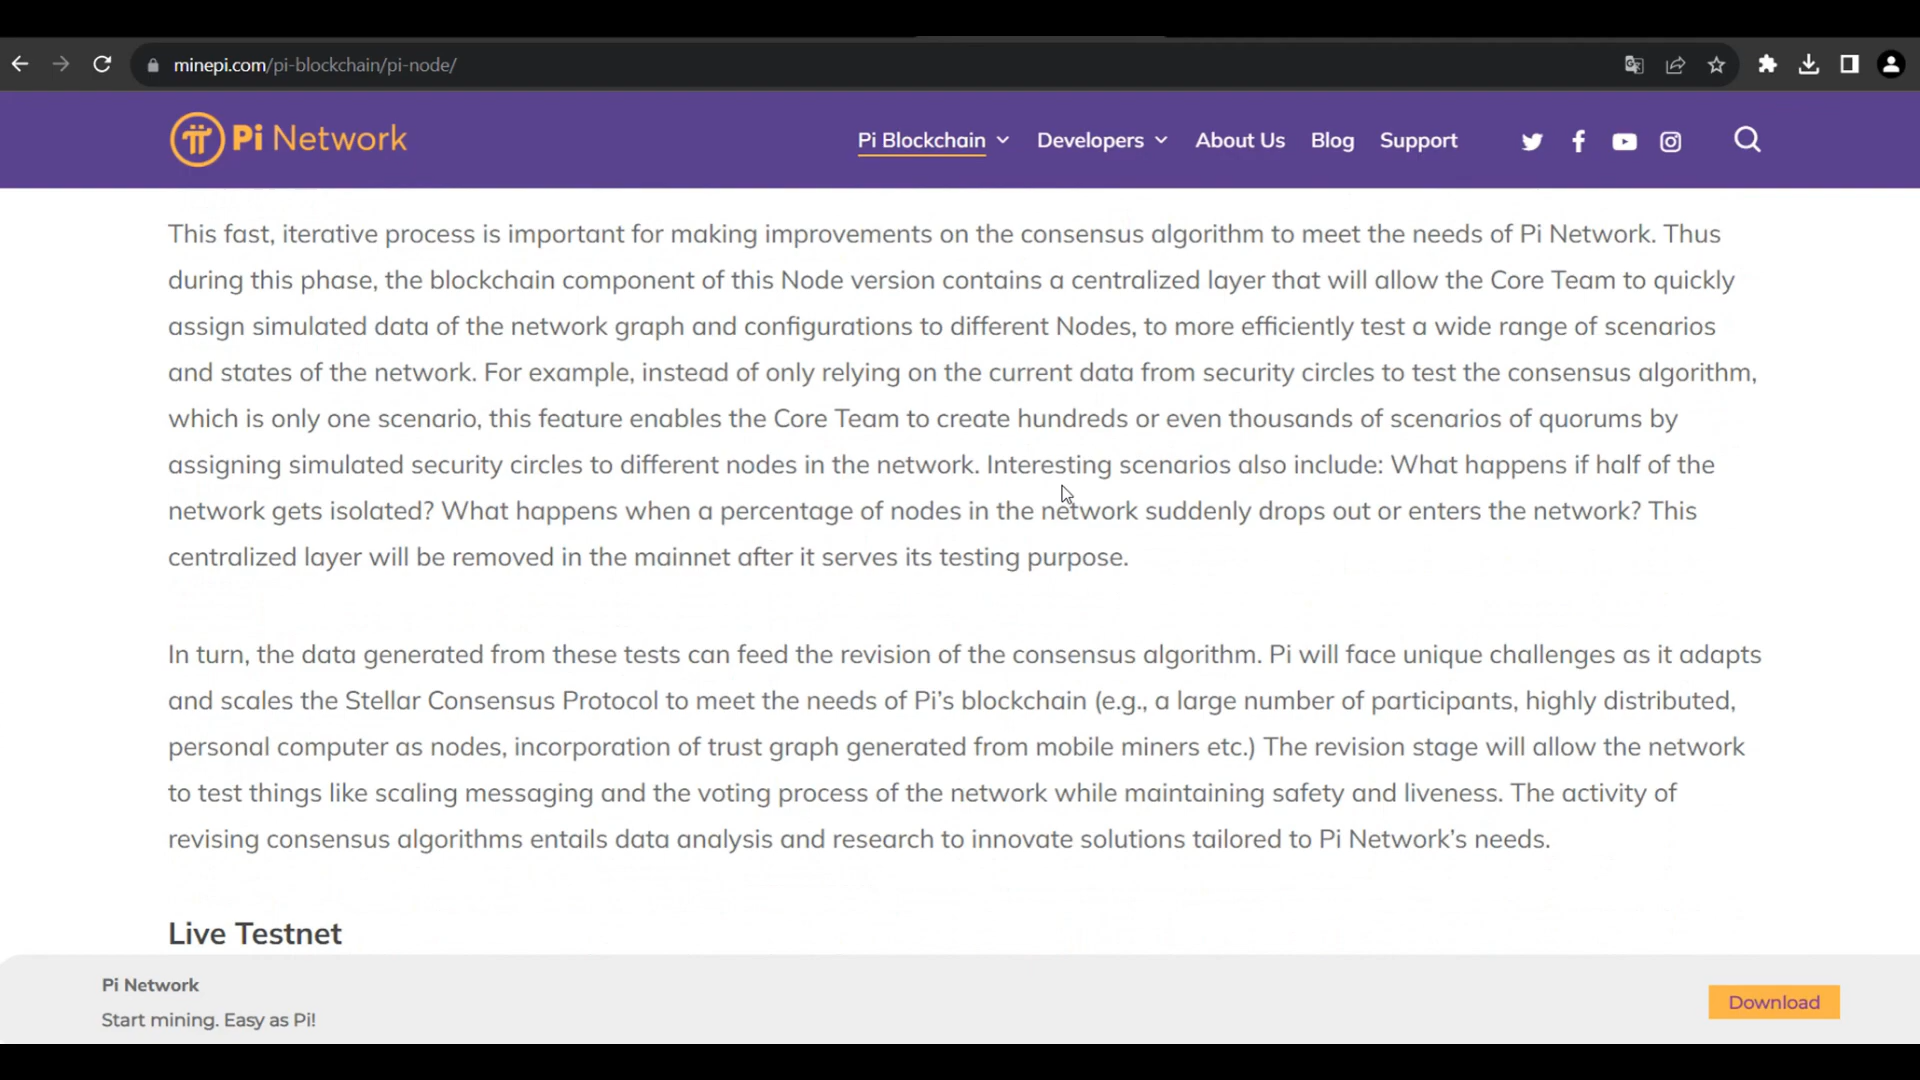 minepi.com/pi-blockchain/pi-node/
Pi Network
Pi Blockchain Developers About Us Blog Support
This fast, iterative process is important for making improvements on the consensus algorithm to meet the needs of Pi Network. Thus
during this phase, the blockchain component of this Node version contains a centralized layer that will allow the Core Team to quickly
assign simulated data of the network graph and configurations to different Nodes, to more efficiently test a wide range of scenarios
and states of the network. For example, instead of only relying on the current data from security circles to test the consensus algorithm,
which is only one scenario, this feature enables the Core Team to create hundreds or even thousands of scenarios of quorums by
assigning simulated security circles to different nodes in the network. Interesting scenarios also include: What happens if half of the
network gets isolated? What happens when a percentage of nodes in the network suddenly drops out or enters the network? This
centralized layer will be removed in the mainnet after it serves its testing purpose.
In turn, the data generated from these tests can feed the revision of the consensus algorithm. Pi will face unique challenges as it adapts
and scales the Stellar Consensus Protocol to meet the needs of Pi’s blockchain (e.g., a large number of participants, highly distributed,
personal computer as nodes, incorporation of trust graph generated from mobile miners etc.) The revision stage will allow the network
to test things like scaling messaging and the voting process of the network while maintaining safety and liveness. The activity of
revising consensus algorithms entails data analysis and research to innovate solutions tailored to Pi Network’s needs.
Live Testnet
Pi Network
Start mining. Easy as Pi!
Download